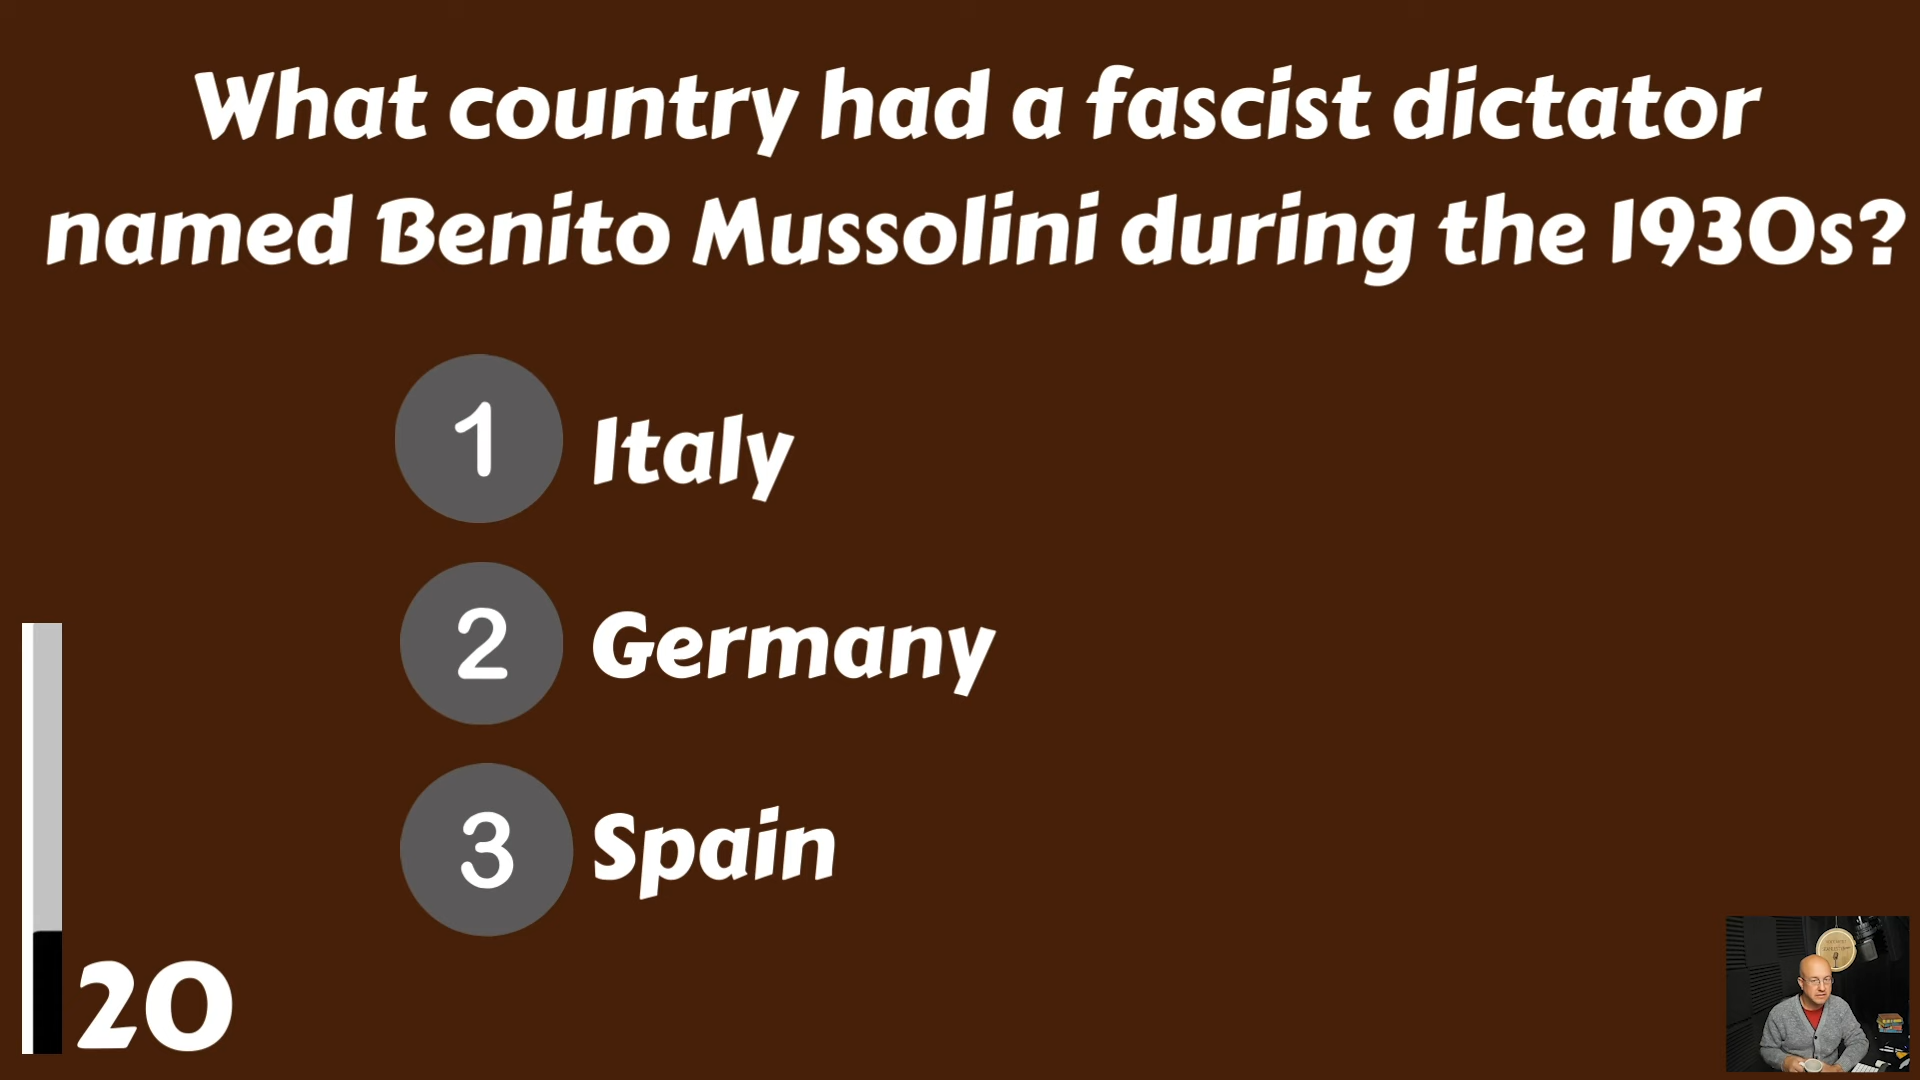 What country had a fascist dictator
named Benito Mussolini during the 1930s?
1 Italy
2 Germany
3 Spain
20